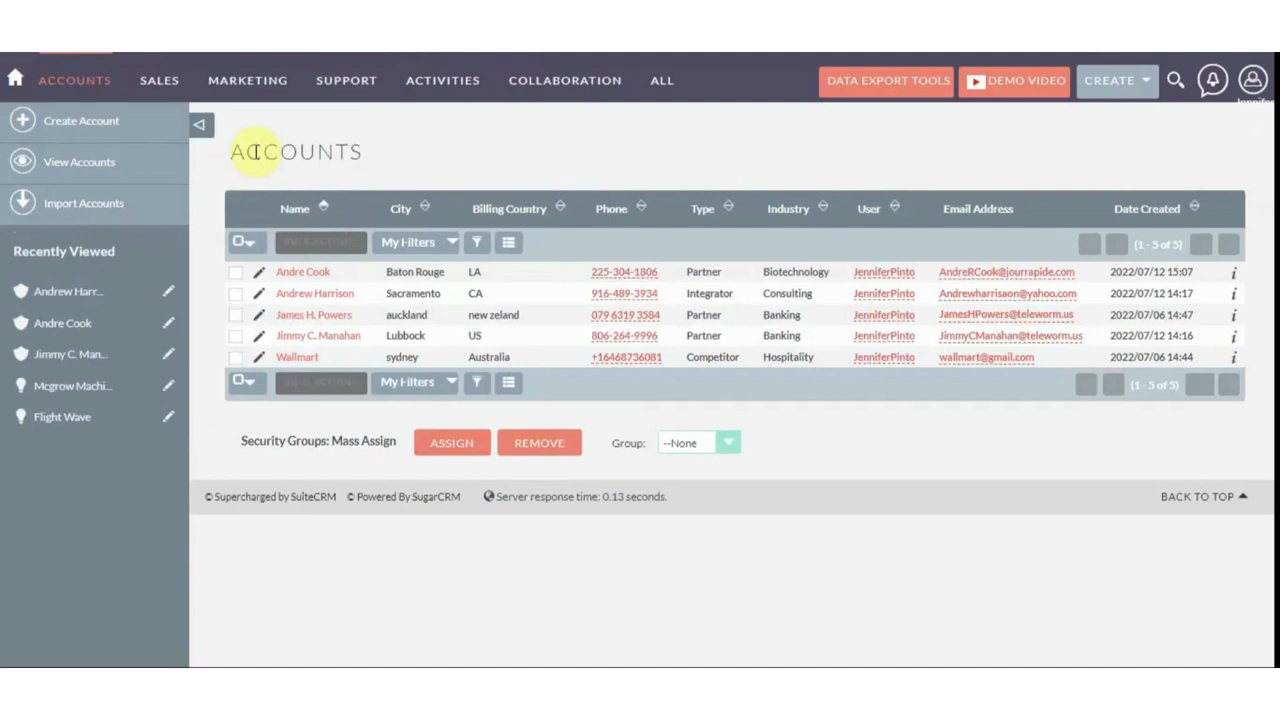 ACCOUNTS SALES MARKETING SUPPORT ACTIVITIES COLLABORATION ALL DATA EXPORT TOOLS DEMO VIDEO CREATE
Create Account
View Accounts
Import Accounts
Recently Viewed
Andrew Harr...
Andre Cook
Jimmy C. Man...
Mcgrow Machi...
Flight Wave
ACCOUNTS
Name City Billing Country Phone Type Industry User Email Address Date Created
My Filters (1 - 5 of 5)
Andre Cook Baton Rouge LA 225-304-1806 Partner Biotechnology JenniferPinto AndreRCook@jourrapide.com 2022/07/12 15:07
Andrew Harrison Sacramento CA 916-489-3934 Integrator Consulting JenniferPinto Andrewharrisaon@yahoo.com 2022/07/12 14:17
James H. Powers auckland new zeland 079 6319 3584 Partner Banking JenniferPinto JamesHPowers@teleworm.us 2022/07/06 14:47
Jimmy C. Manahan Lubbock US 806-264-9996 Partner Banking JenniferPinto JimmyCManahan@teleworm.us 2022/07/12 14:16
Wallmart sydney Australia +16468736081 Competitor Hospitality JenniferPinto wallmart@gmail.com 2022/07/06 14:44
My Filters (1 - 5 of 5)
Security Groups: Mass Assign ASSIGN REMOVE Group: --None
© Supercharged by SuiteCRM © Powered By SugarCRM Server response time: 0.13 seconds. BACK TO TOP